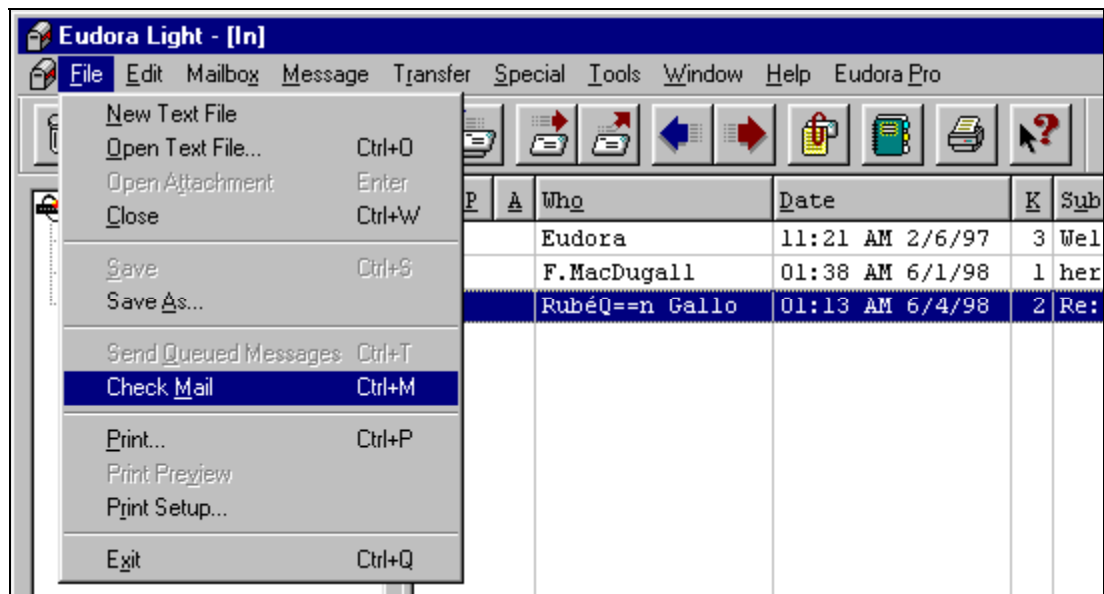 Eudora Light - [In]
File Edit Mailbox Message Transfer Special Tools Window Help Eudora Pro
New Text File
Open Text File... Ctrl+O
Open Attachment Enter
Close Ctrl+W
Save Ctrl+S
Save As...
Send Queued Messages Ctrl+T
Check Mail Ctrl+M
Print... Ctrl+P
Print Preview
Print Setup...
Exit Ctrl+Q
P A Who Date K Sub
Eudora 11:21 AM 2/6/97 3 Wel
F.MacDugall 01:38 AM 6/1/98 1 her
RubéQ==n Gallo 01:13 AM 6/4/98 2 Re: